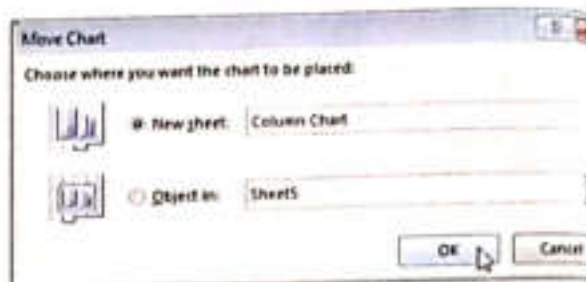 Move Chart
Choose where you want the chart to be placed:
New sheet: Column Chart
Object in: Sheet5
OK Cancel